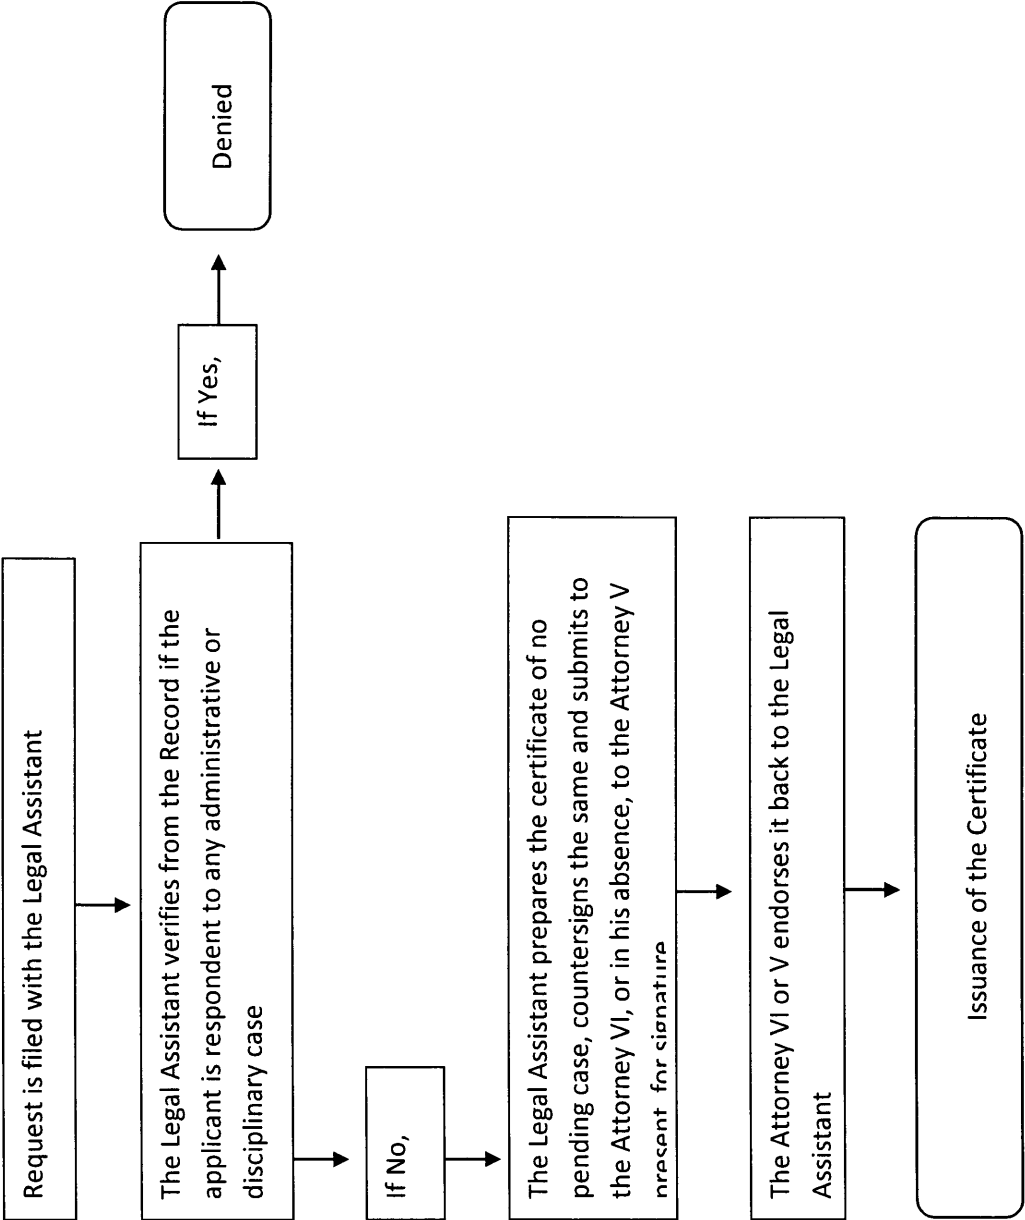 Request is filed with the Legal Assistant
The Legal Assistant verifies from the Record if the
applicant is respondent to any administrative or
disciplinary case
If Yes,
Denied
If No,
The Legal Assistant prepares the certificate of no
pending case, countersigns the same and submits to
the Attorney VI, or in his absence, to the Attorney V
present, for signature
The Attorney VI or V endorses it back to the Legal
Assistant
Issuance of the Certificate